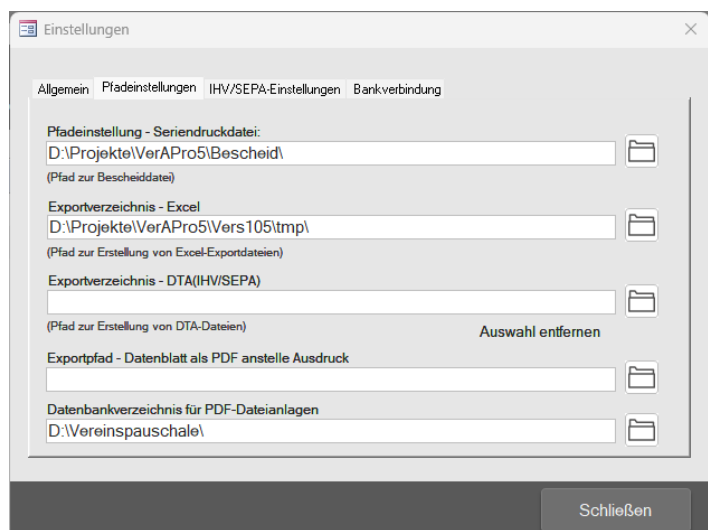 Einstellungen
Allgemein Pfadeinstellungen IHV/SEPA-Einstellungen Bankverbindung
Pfadeinstellung - Seriendruckdatei:
D:\Projekte\VerAPro5\Bescheid\
(Pfad zur Bescheiddatei)
Exportverzeichnis - Excel
D:\Projekte\VerAPro5\Vers105\tmp\
(Pfad zur Erstellung von Excel-Exportdateien)
Exportverzeichnis - DTA(IHV/SEPA)
(Pfad zur Erstellung von DTA-Dateien)
Auswahl entfernen
Exportpfad - Datenblatt als PDF anstelle Ausdruck
Datenbankverzeichnis für PDF-Dateianlagen
D:\Vereinspauschale\
Schließen